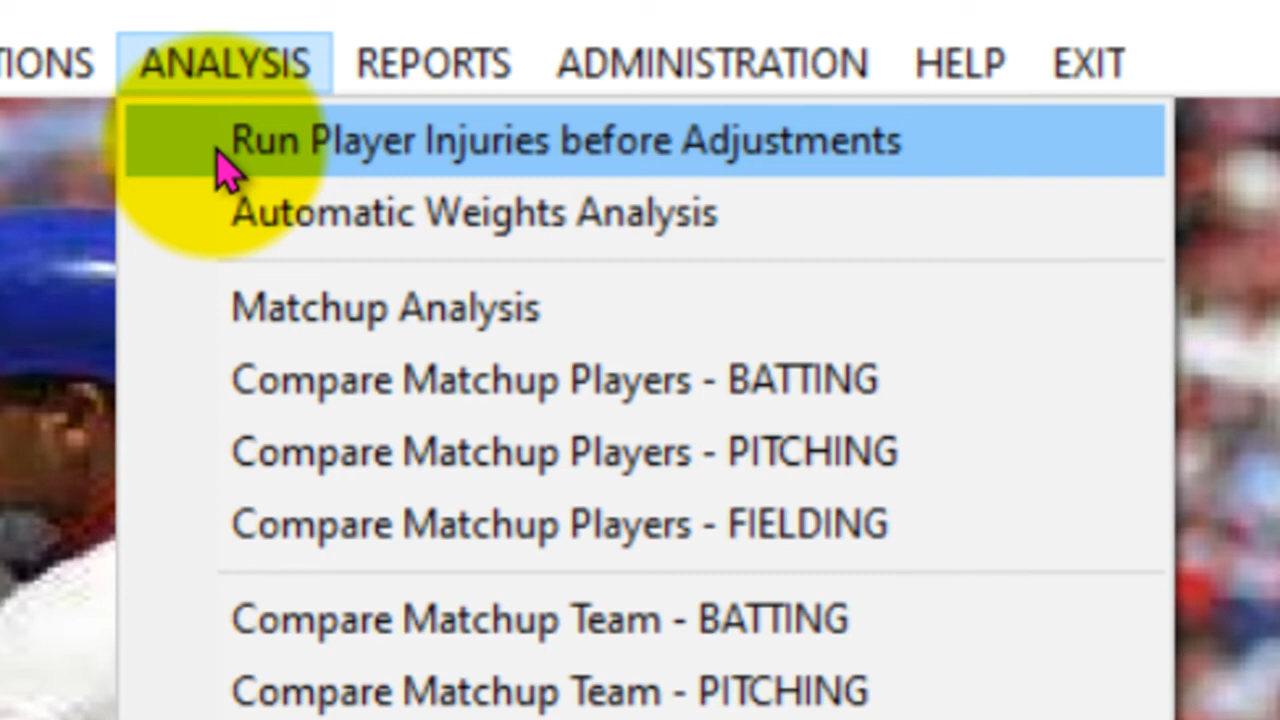 TIONS ANALYSIS REPORTS ADMINISTRATION HELP EXIT
Run Player Injuries before Adjustments
Automatic Weights Analysis
Matchup Analysis
Compare Matchup Players - BATTING
Compare Matchup Players - PITCHING
Compare Matchup Players - FIELDING
Compare Matchup Team - BATTING
Compare Matchup Team - PITCHING